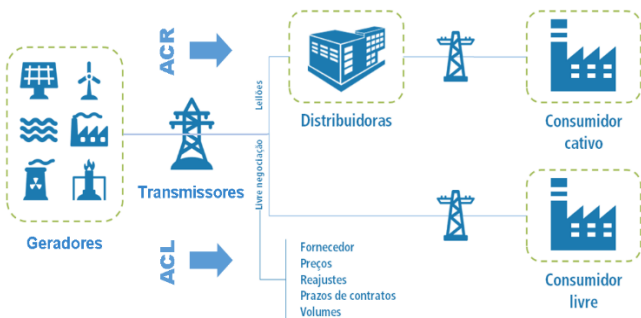 ACR
Leilões
Distribuidoras
Consumidor
cativo
Geradores
Transmissores
Livre negociação
ACL
Fornecedor
Preços
Reajustes
Prazos de contratos
Volumes
Consumidor
livre